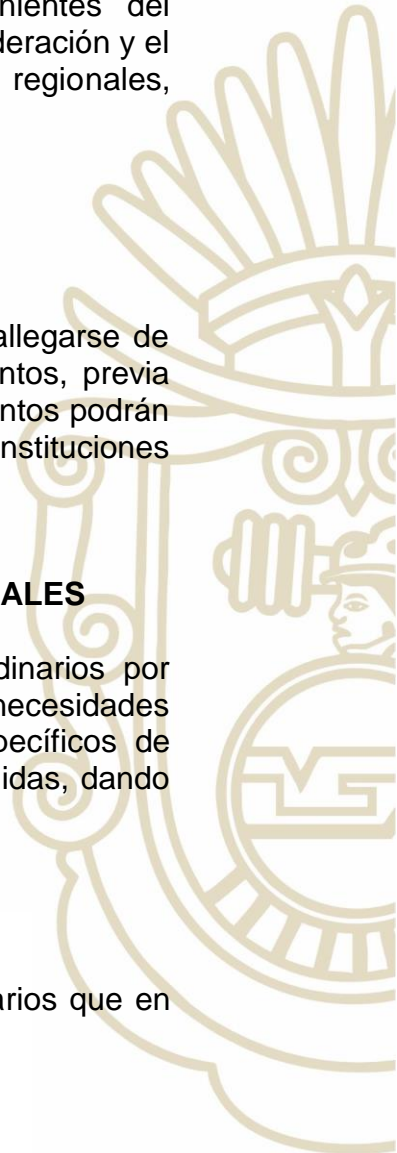 nientes del
deración y el
regionales,
allegarse de
ntos, previa
ntos podrán
nstituciones
ALES
dinarios por
necesidades
pecíficos de
idas, dando
arios que en